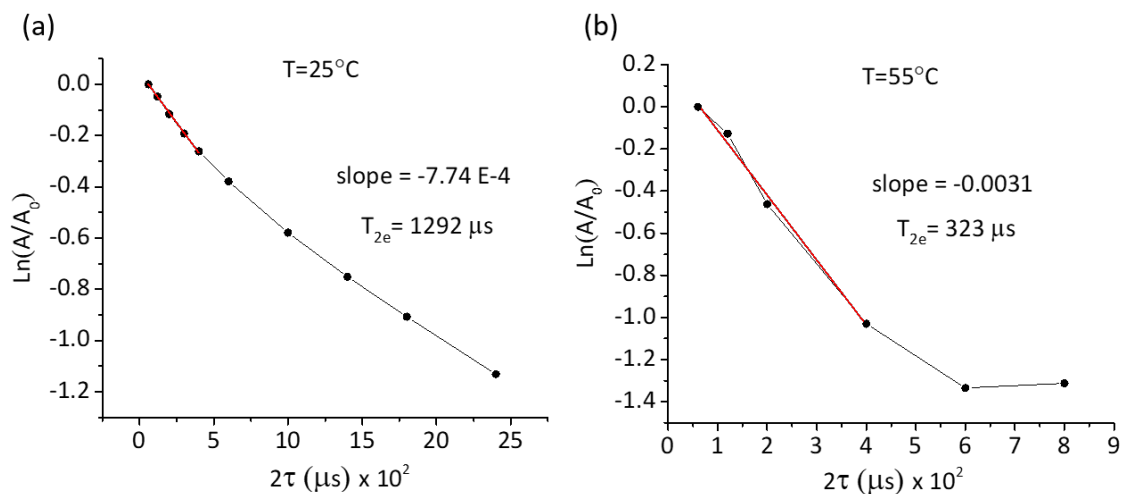 (a)
T=25°C
slope = -7.74 E-4
T2e= 1292 μs
Ln(A/A0)
0.0
-0.2
-0.4
-0.6
-0.8
-1.0
-1.2
0 5 10 15 20 25
2τ (μs) x 10²
(b)
T=55°C
slope = -0.0031
T2e= 323 μs
Ln(A/A0)
0.2
0.0
-0.2
-0.4
-0.6
-0.8
-1.0
-1.2
-1.4
0 1 2 3 4 5 6 7 8 9
2τ (μs) x 10²